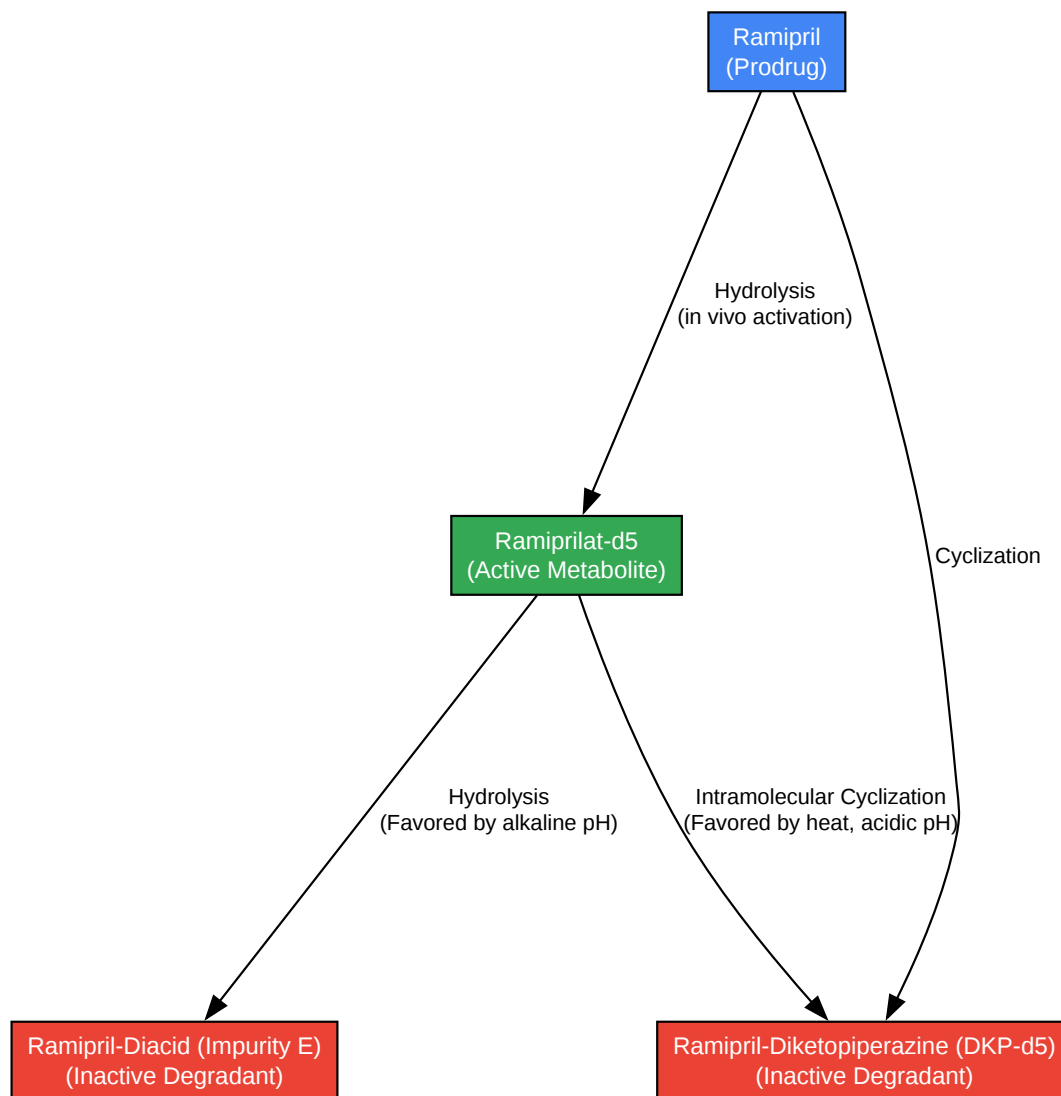 Ramipril
(Prodrug)
Hydrolysis
(in vivo activation)
Ramiprilat-d5
(Active Metabolite)
Cyclization
Hydrolysis
(Favored by alkaline pH)
Intramolecular Cyclization
(Favored by heat, acidic pH)
Ramipril-Diacid (Impurity E)
(Inactive Degradant)
Ramipril-Diketopiperazine (DKP-d5)
(Inactive Degradant)